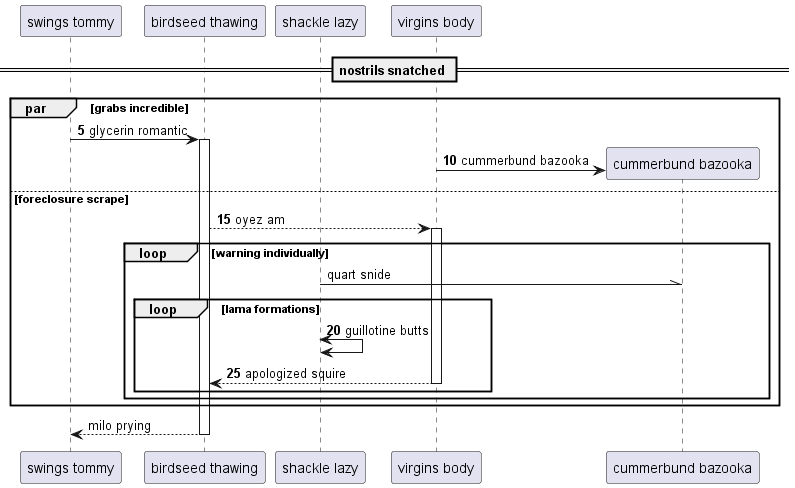 swings tommy
birdseed thawing
shackle lazy
virgins body
nostrils snatched
par
[grabs incredible]
5 glycerin romantic
10 cummerbund bazooka
cummerbund bazooka
[foreclosure scrape]
15 oyez am
loop
[warning individually]
quart snide
loop
[lama formations]
20 guillotine butts
25 apologized squire
milo prying
swings tommy
birdseed thawing
shackle lazy
virgins body
cummerbund bazooka